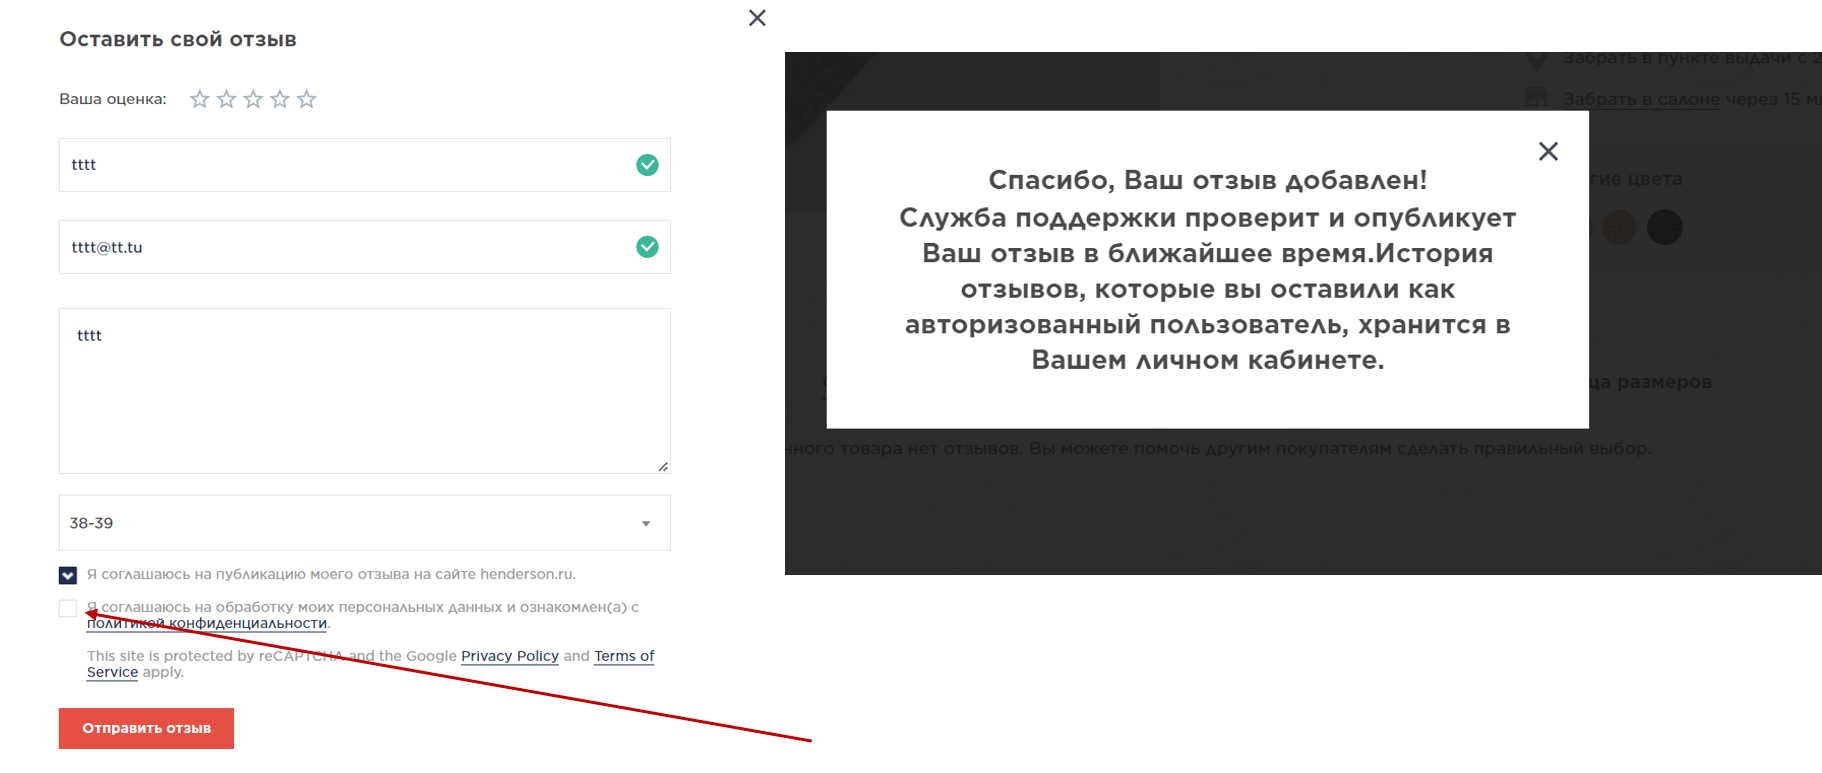 Оставить свой отзыв
Ваша оценка:
tttt
tttt@tt.tu
tttt
38-39
Я соглашаюсь на публикацию моего отзыва на сайте henderson.ru.
Я соглашаюсь на обработку моих персональных данных и ознакомлен(а) с
политикой конфиденциальности.
This site is protected by reCAPTCHA and the Google Privacy Policy and Terms of
Service apply.
Отправить отзыв
Забрать в пункте выдачи с 2
Забрать в салоне через 15 м
Спасибо, Ваш отзыв добавлен!
Служба поддержки проверит и опубликует
Ваш отзыв в ближайшее время.История
отзывов, которые вы оставили как
авторизованный пользователь, хранится в
Вашем личном кабинете.
гие цвета
ца размеров
нного товара нет отзывов. Вы можете помочь другим покупателям сделать правильный выбор.